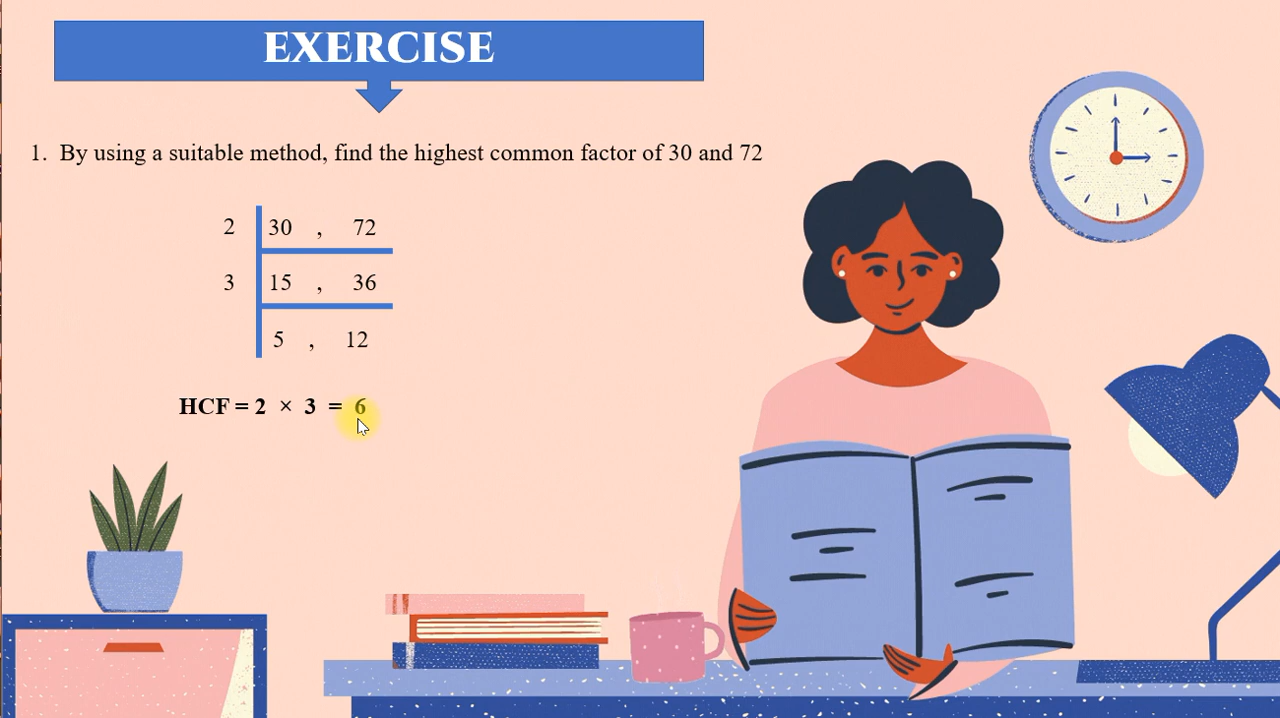 EXERCISE
1. By using a suitable method, find the highest common factor of 30 and 72
2 30 , 72
3 15 , 36
5 , 12
HCF = 2 × 3 = 6